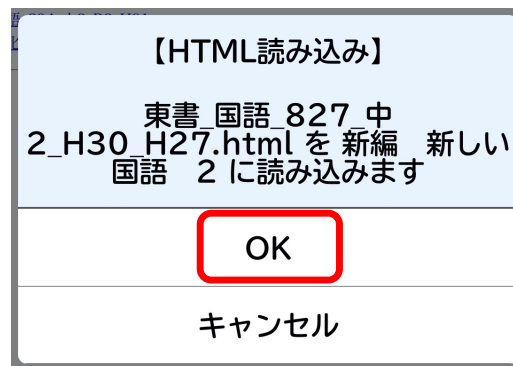 【HTML読み込み】
東書_国語_827_中
2_H30_H27.html を 新編　新しい
国語　2 に読み込みます
OK
キャンセル